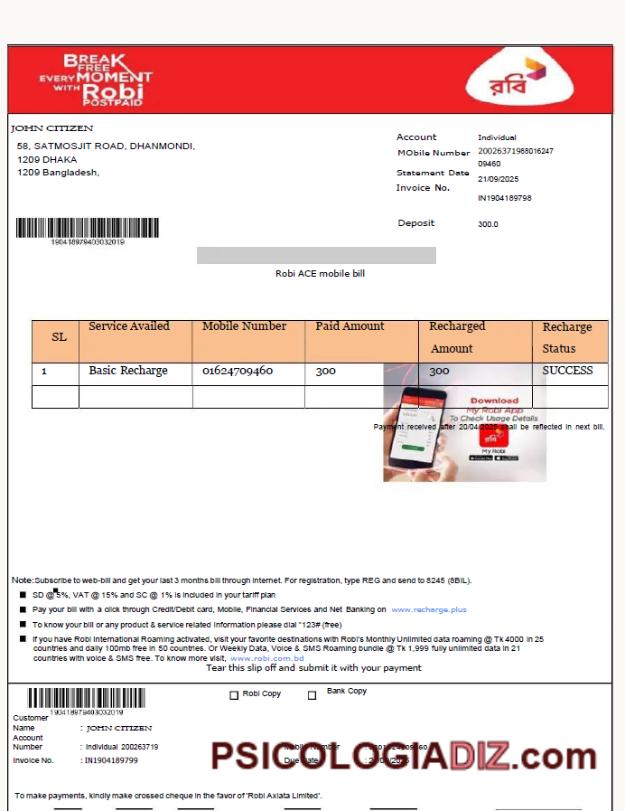 BREAK
FREE
EVERY MOMENT
WITH Robi
POSTPAID
রবি
JOHN CITIZEN
58, SATMOSJIT ROAD, DHANMONDI,
1209 DHAKA
1209 Bangladesh,
Account Individual
MObile Number 20026371988016247
09460
Statement Date 21/09/2025
Invoice No.
IN1904189798
Deposit 300.0
190418979403032019
Robi ACE mobile bill
SL Service Availed Mobile Number Paid Amount Recharged Amount Recharge Status
1 Basic Recharge 01624709460 300 300 SUCCESS
Download
My Robi App
To Check Usage Details
Payment received after 20/04/2025 shall be reflected in next bill.
রবি
My Robi
Note:Subscribe to web-bill and get your last 3 months bill through internet. For registration, type REG and send to 8245 (8BIL).
SD @ 5%, VAT @ 15% and SC @ 1% is included in your tariff plan
Pay your bill with a click through Credit/Debit card, Mobile, Financial Services and Net Banking on www.recharge.plus
To know your bill or any product & service related information please dial *123# (free)
If you have Robi International Roaming activated, visit your favorite destinations with Robi's Monthly Unlimited data roaming @ Tk 4000 in 25
countries and daily 100mb free in 50 countries. Or Weekly Data, Voice & SMS Roaming bundle @ Tk 1,999 fully unlimited data in 21
countries with voice & SMS free. To know more visit, www.robi.com.bd
Tear this slip off and submit it with your payment
190418979403032019
Robi Copy Bank Copy
Customer
Name : JOHN CITIZEN
Account
Number : Individual 200263719
Invoice No. : IN1904189799
PSICOLOGIADIZ.com
To make payments, kindly make crossed cheque in the favor of 'Robi Axiata Limited'.